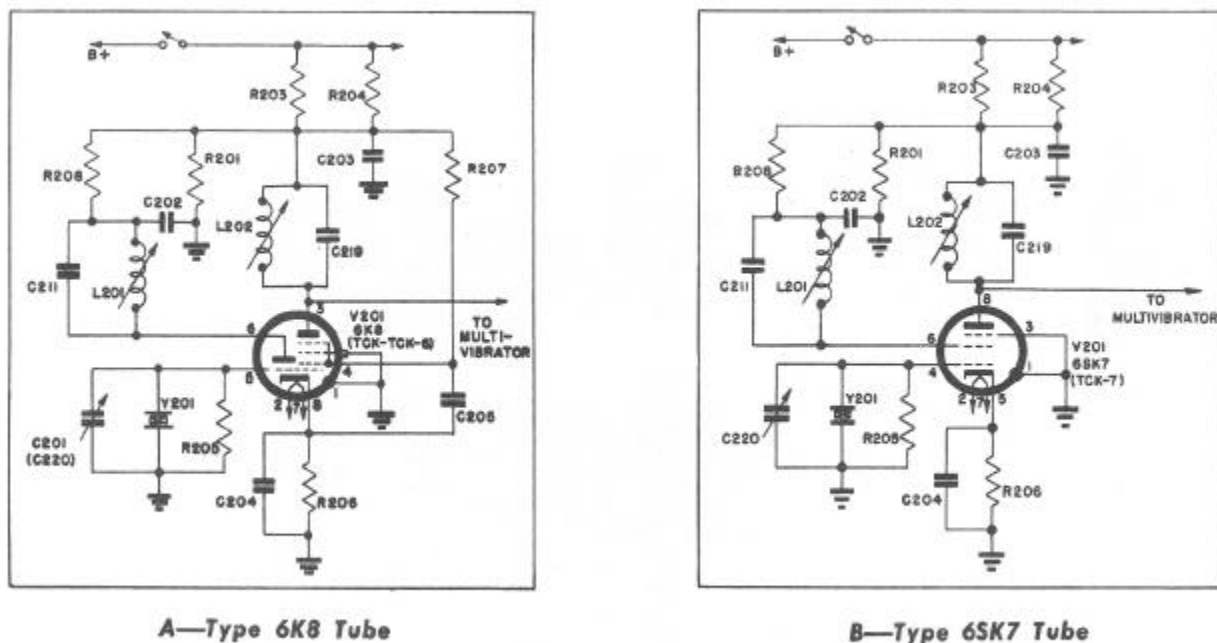 B+
R203
R204
R208
R201
C203
R207
C202
L202
C219
C211
L201
3
V201
6K8
(TCK-TCK-6)
TO
MULTI-
VIBRATOR
6
4
5
1
2 7 8
C205
C201
(C220)
Y201
R205
C204
R206
A—Type 6K8 Tube
B+
R203
R204
R208
R201
C203
C202
L202
C219
C211
L201
8
TO
MULTIVIBRATOR
6
3
V201
6SK7
(TCK-7)
4
1
2 7 5
C220
Y201
R205
C204
R206
B—Type 6SK7 Tube